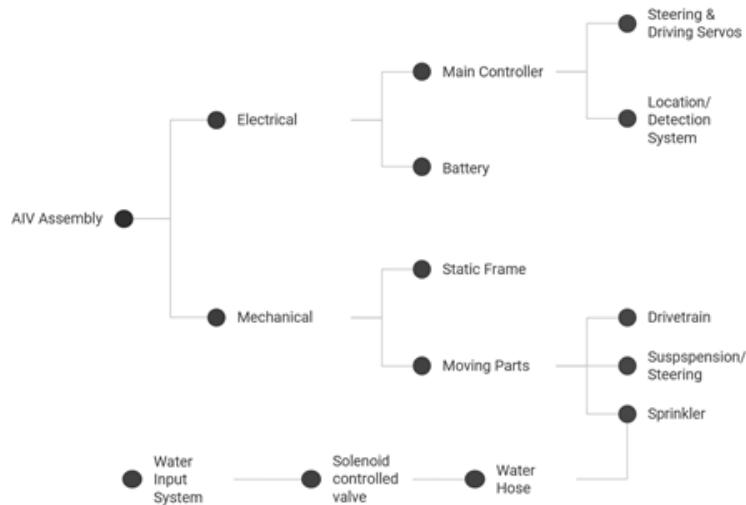 Steering &
Driving Servos
Main Controller
Location/
Detection
System
Electrical
Battery
AIV Assembly
Static Frame
Mechanical
Drivetrain
Moving Parts
Suspspension/
Steering
Sprinkler
Water
Input
System
Solenoid
controlled
valve
Water
Hose